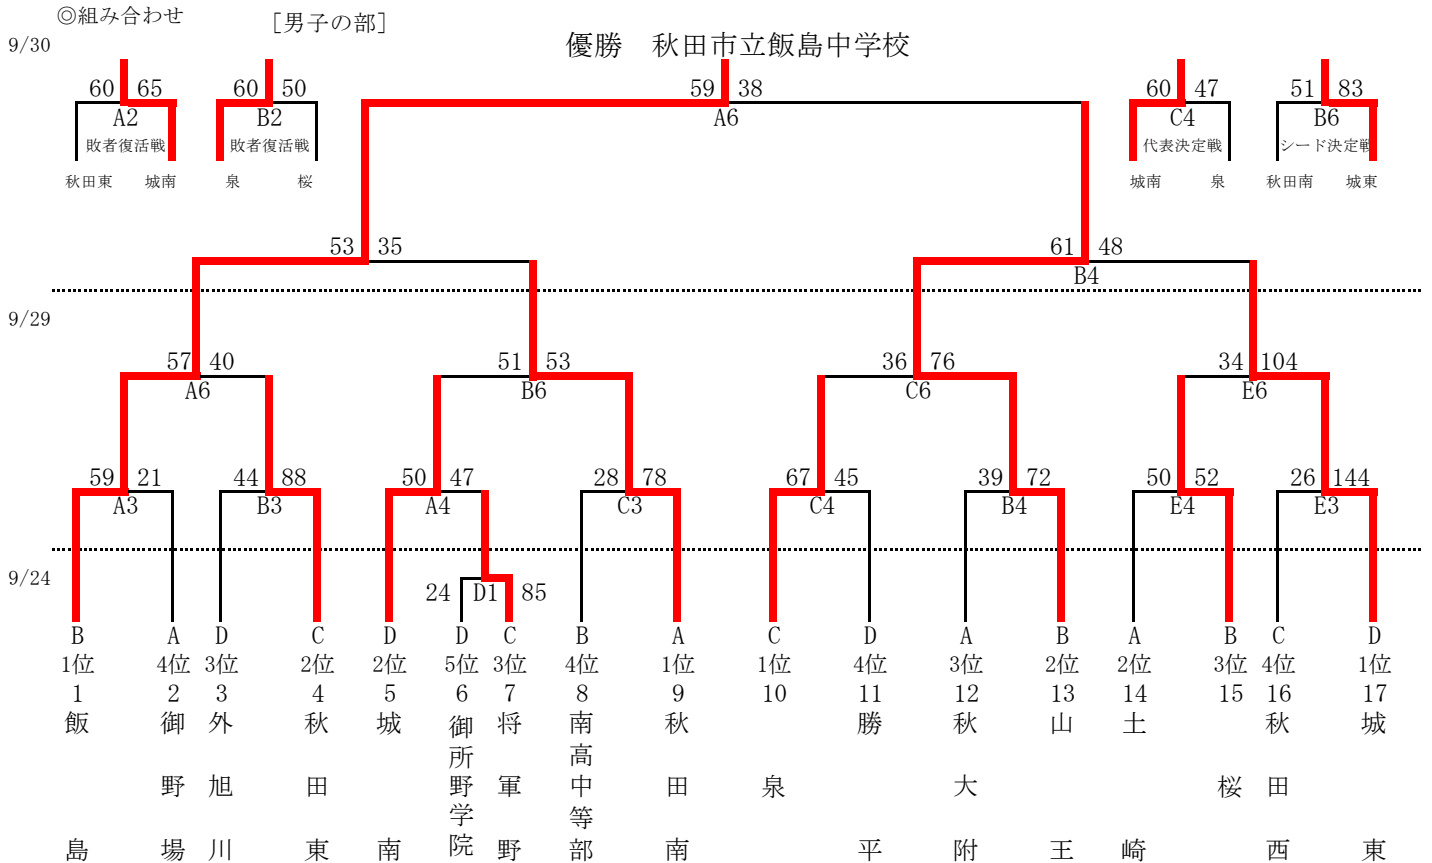 ◎組み合わせ
［男子の部］
9/30
優勝　秋田市立飯島中学校
60 65 60 50 59 38 60 47 51 83
A2 B2 A6 C4 B6
敗者復活戦 敗者復活戦 代表決定戦 シード決定戦
秋田東 城南 泉 桜 城南 泉 秋田南 城東
53 35 61 48
B4
9/29
57 40 51 53 36 76 34 104
A6 B6 C6 E6
59 21 44 88 50 47 28 78 67 45 39 72 50 52 26 144
A3 B3 A4 C3 C4 B4 E4 E3
9/24
24 D1 85
B A D C D D C B A C D A B A B C D
1位 4位 3位 2位 2位 5位 3位 4位 1位 1位 4位 3位 2位 2位 3位 4位 1位
1 2 3 4 5 6 7 8 9 10 11 12 13 14 15 16 17
飯島
御野場
外旭川
秋田東
城南
御所野学院
将軍野
南高中等部
秋田南
泉
勝平
秋大附
山王
土崎
桜
秋田西
城東